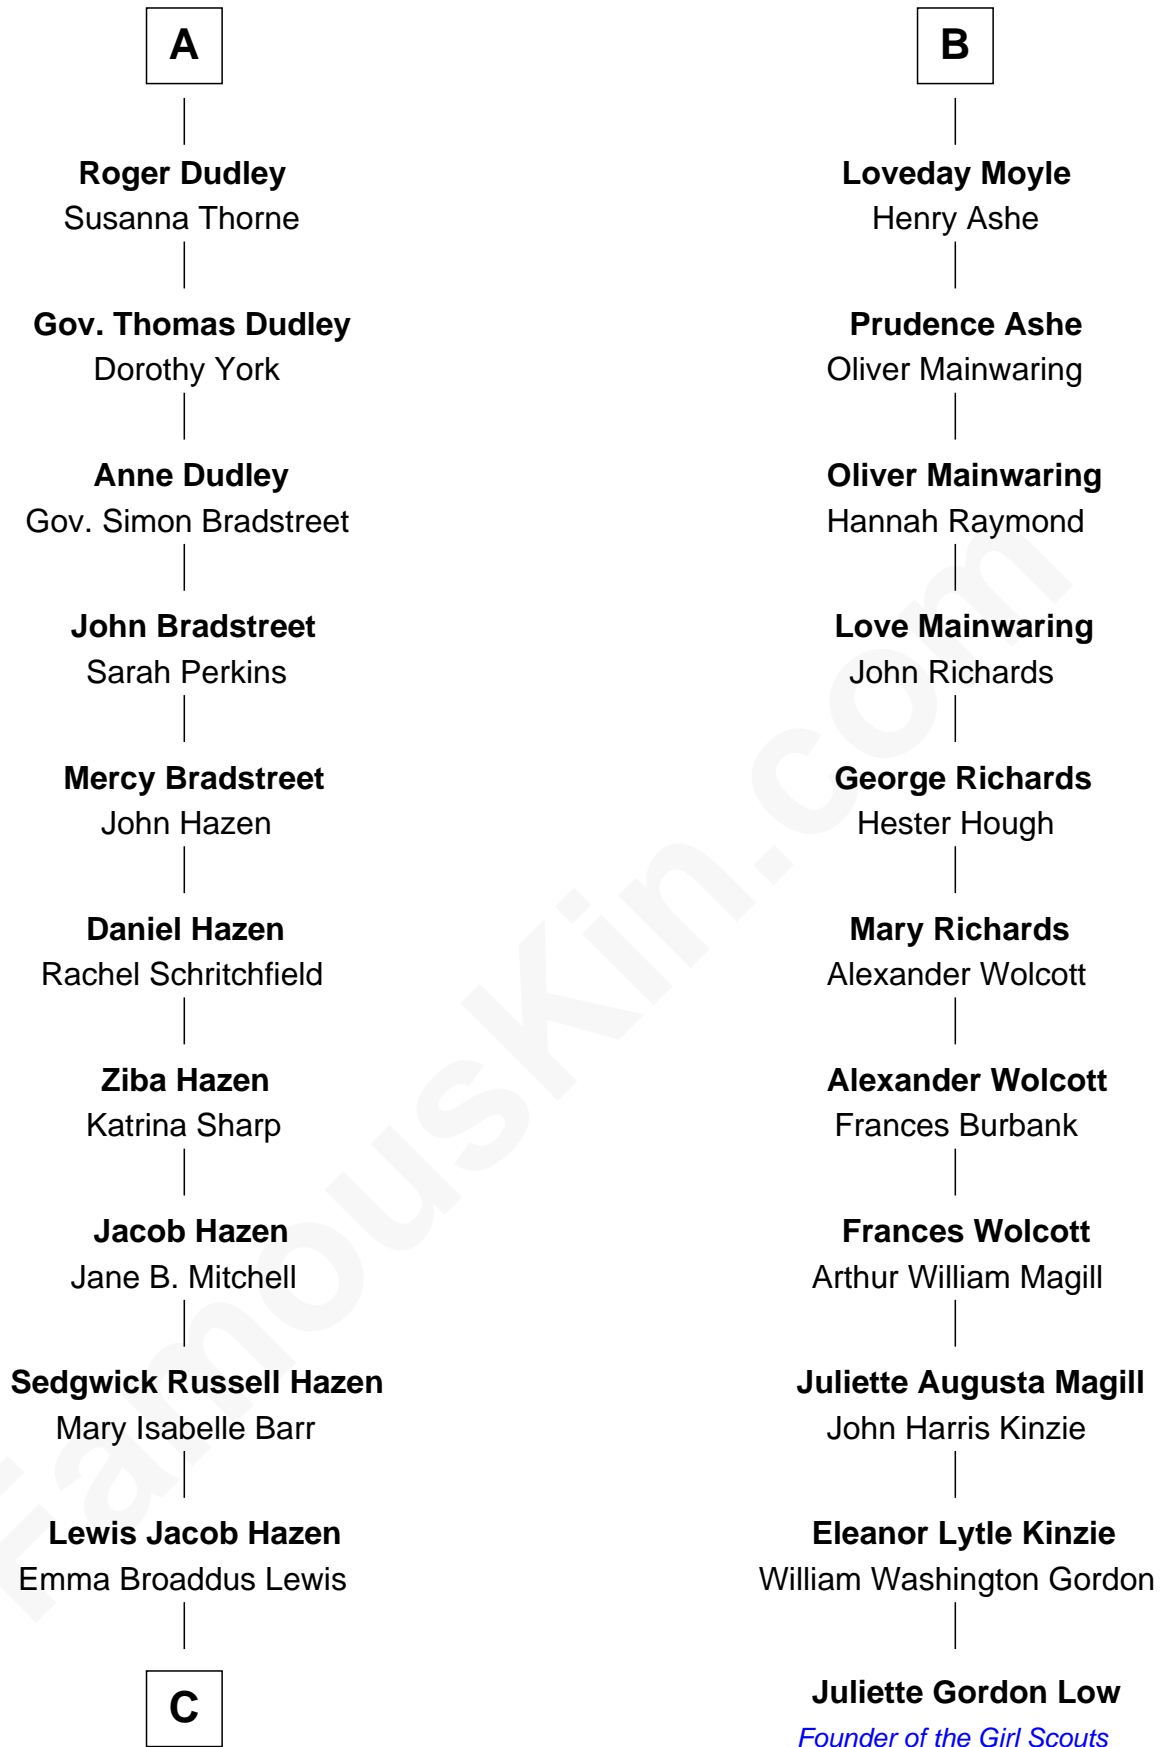 A
Roger Dudley
Susanna Thorne
Gov. Thomas Dudley
Dorothy York
Anne Dudley
Gov. Simon Bradstreet
John Bradstreet
Sarah Perkins
Mercy Bradstreet
John Hazen
Daniel Hazen
Rachel Schritchfield
Ziba Hazen
Katrina Sharp
Jacob Hazen
Jane B. Mitchell
Sedgwick Russell Hazen
Mary Isabelle Barr
Lewis Jacob Hazen
Emma Broaddus Lewis
C
B
Loveday Moyle
Henry Ashe
Prudence Ashe
Oliver Mainwaring
Oliver Mainwaring
Hannah Raymond
Love Mainwaring
John Richards
George Richards
Hester Hough
Mary Richards
Alexander Wolcott
Alexander Wolcott
Frances Burbank
Frances Wolcott
Arthur William Magill
Juliette Augusta Magill
John Harris Kinzie
Eleanor Lytle Kinzie
William Washington Gordon
Juliette Gordon Low
Founder of the Girl Scouts
FamousKin.com